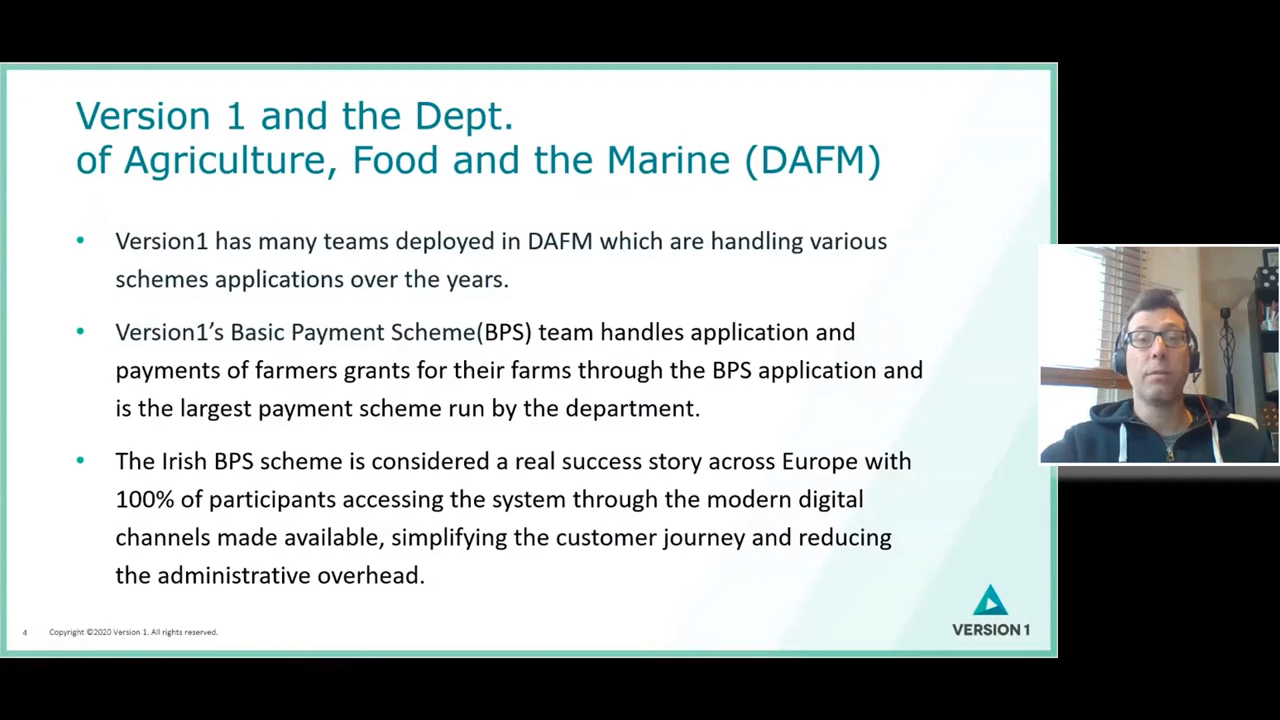 Version 1 and the Dept.
of Agriculture, Food and the Marine (DAFM)
• Version1 has many teams deployed in DAFM which are handling various
schemes applications over the years.
• Version1’s Basic Payment Scheme(BPS) team handles application and
payments of farmers grants for their farms through the BPS application and
is the largest payment scheme run by the department.
• The Irish BPS scheme is considered a real success story across Europe with
100% of participants accessing the system through the modern digital
channels made available, simplifying the customer journey and reducing
the administrative overhead.
4 Copyright ©2020 Version 1. All rights reserved.
VERSION 1